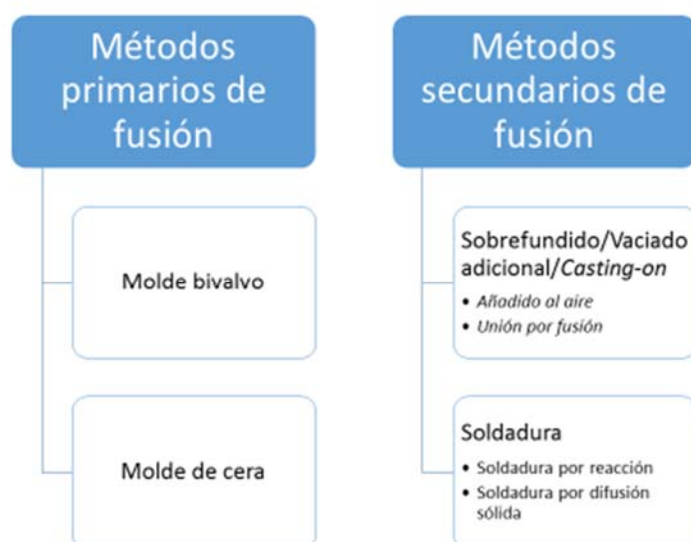 Métodos
primarios de
fusión
Molde bivalvo
Molde de cera
Métodos
secundarios de
fusión
Sobrefundido/Vaciado
adicional/Casting-on
• Añadido al aire
• Unión por fusión
Soldadura
• Soldadura por reacción
• Soldadura por difusión
sólida